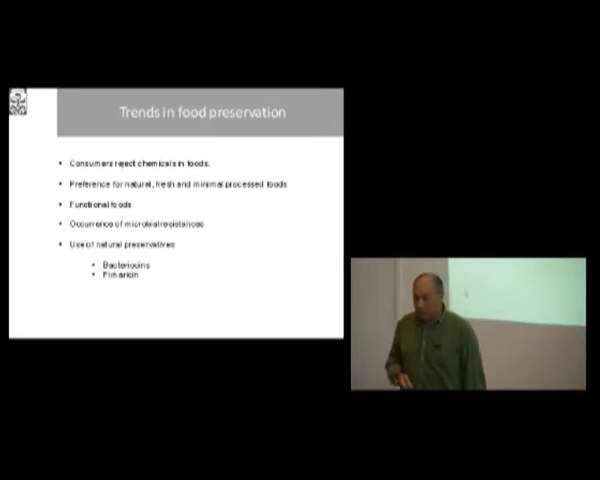 Trends in food preservation
Consumers reject chemicals in foods.
Preference for natural, fresh and minimal processed foods
Functional foods
Occurrence of microbial resistances
Use of natural preservatives
Bacteriocins
Pimaricin